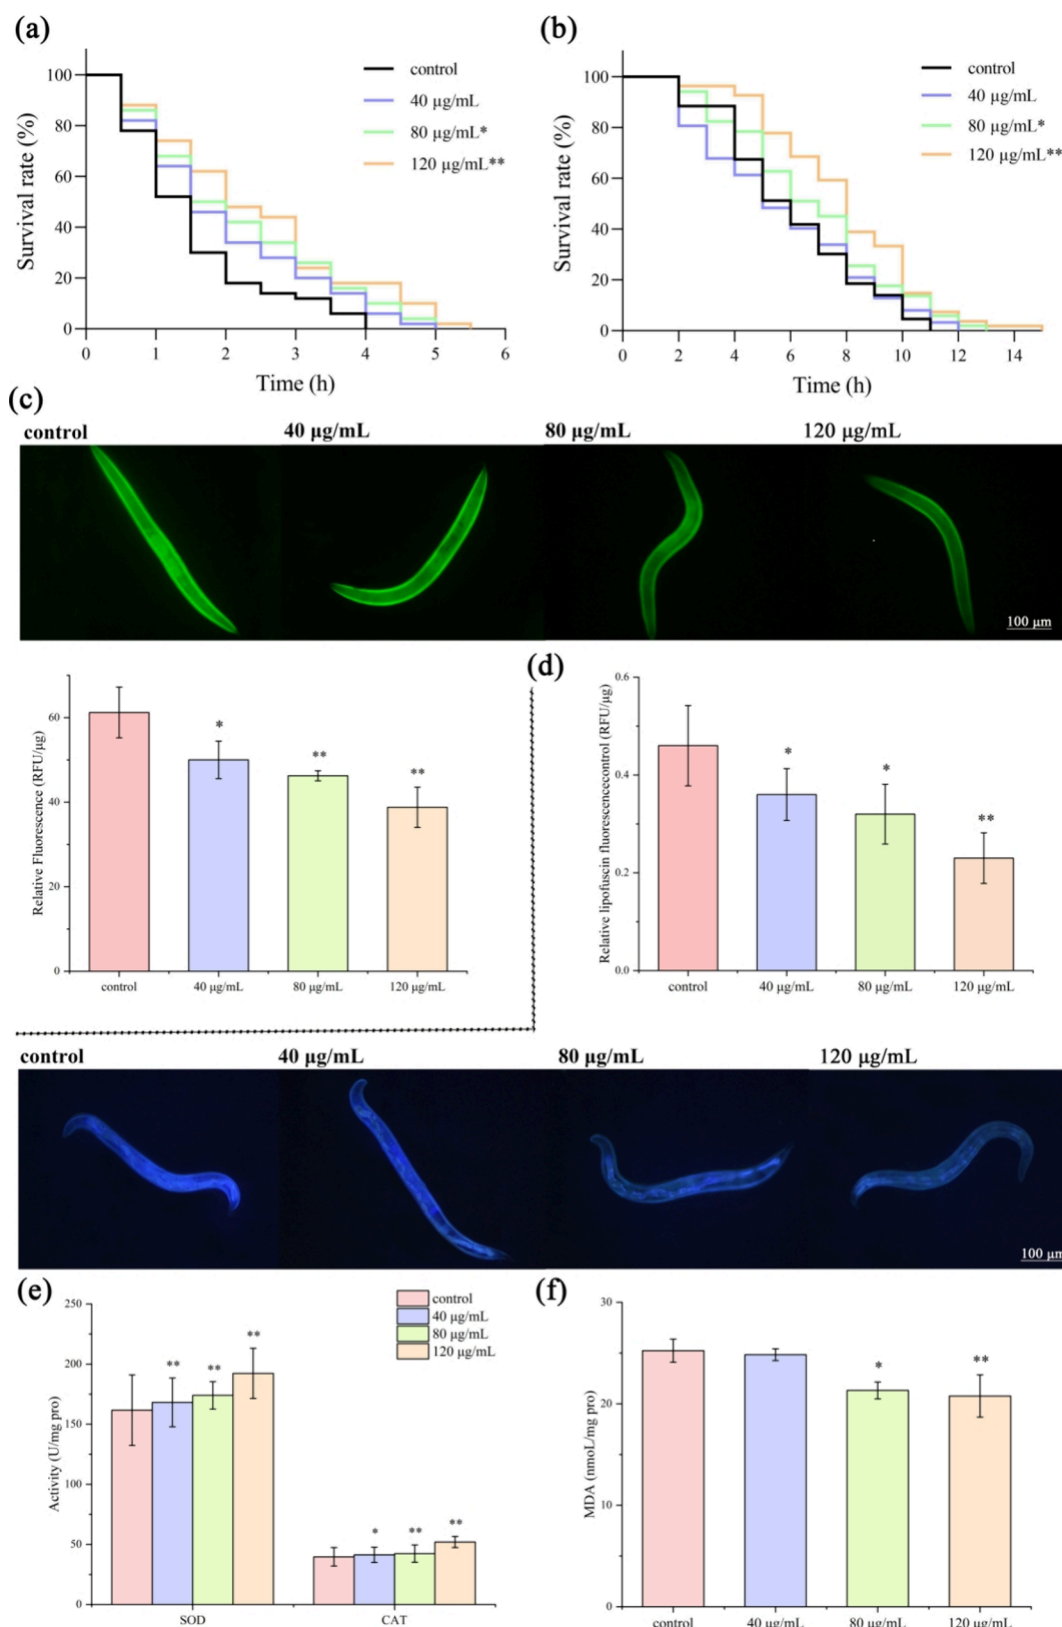 (a)
Survival rate (%)
100
80
60
40
20
0
0 1 2 3 4 5 6
Time (h)
control
40 μg/mL
80 μg/mL*
120 μg/mL**
(b)
Survival rate (%)
100
80
60
40
20
0
0 2 4 6 8 10 12 14
Time (h)
control
40 μg/mL
80 μg/mL*
120 μg/mL**
(c)
control 40 μg/mL 80 μg/mL 120 μg/mL
100 μm
Relative Fluorescence (RFU/μg)
60
40
20
0
* ** **
control 40 μg/mL 80 μg/mL 120 μg/mL
(d)
Relative lipofuscin fluorescencecontrol (RFU/μg)
0.6
0.4
0.2
0.0
* * **
control 40 μg/mL 80 μg/mL 120 μg/mL
control 40 μg/mL 80 μg/mL 120 μg/mL
100 μm
(e)
Activity (U/mg pro)
250
200
150
100
50
0
** ** **
* ** **
SOD CAT
control
40 μg/mL
80 μg/mL
120 μg/mL
(f)
MDA (nmoL/mg pro)
30
20
10
0
* **
control 40 μg/mL 80 μg/mL 120 μg/mL